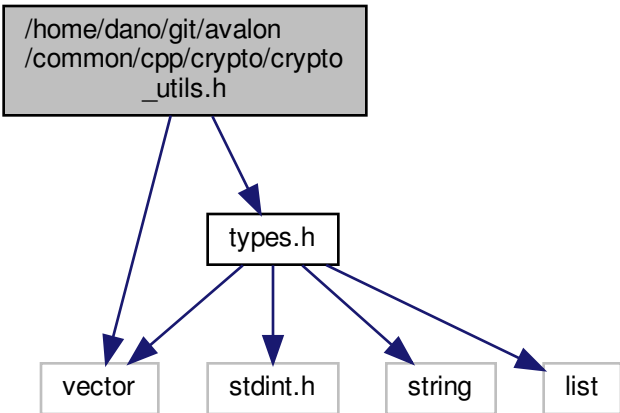 /home/dano/git/avalon
/common/cpp/crypto/crypto
_utils.h
types.h
vector
stdint.h
string
list